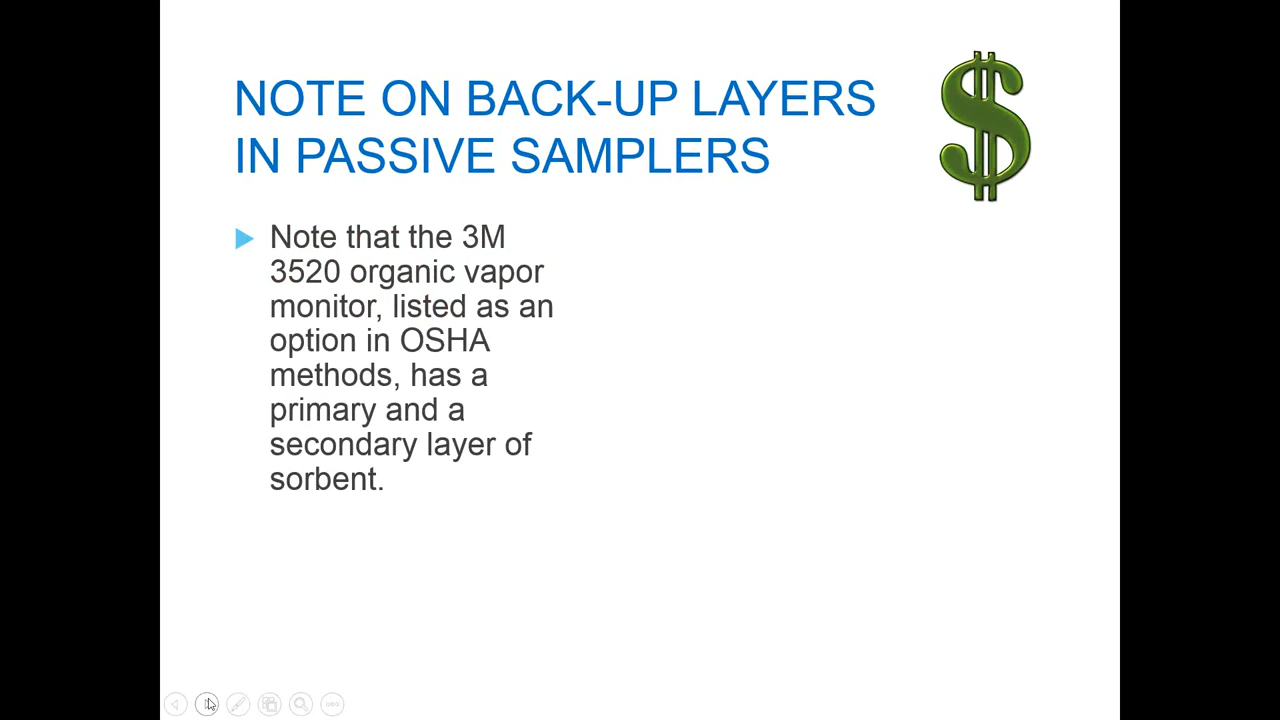 NOTE ON BACK-UP LAYERS
IN PASSIVE SAMPLERS
Note that the 3M
3520 organic vapor
monitor, listed as an
option in OSHA
methods, has a
primary and a
secondary layer of
sorbent.